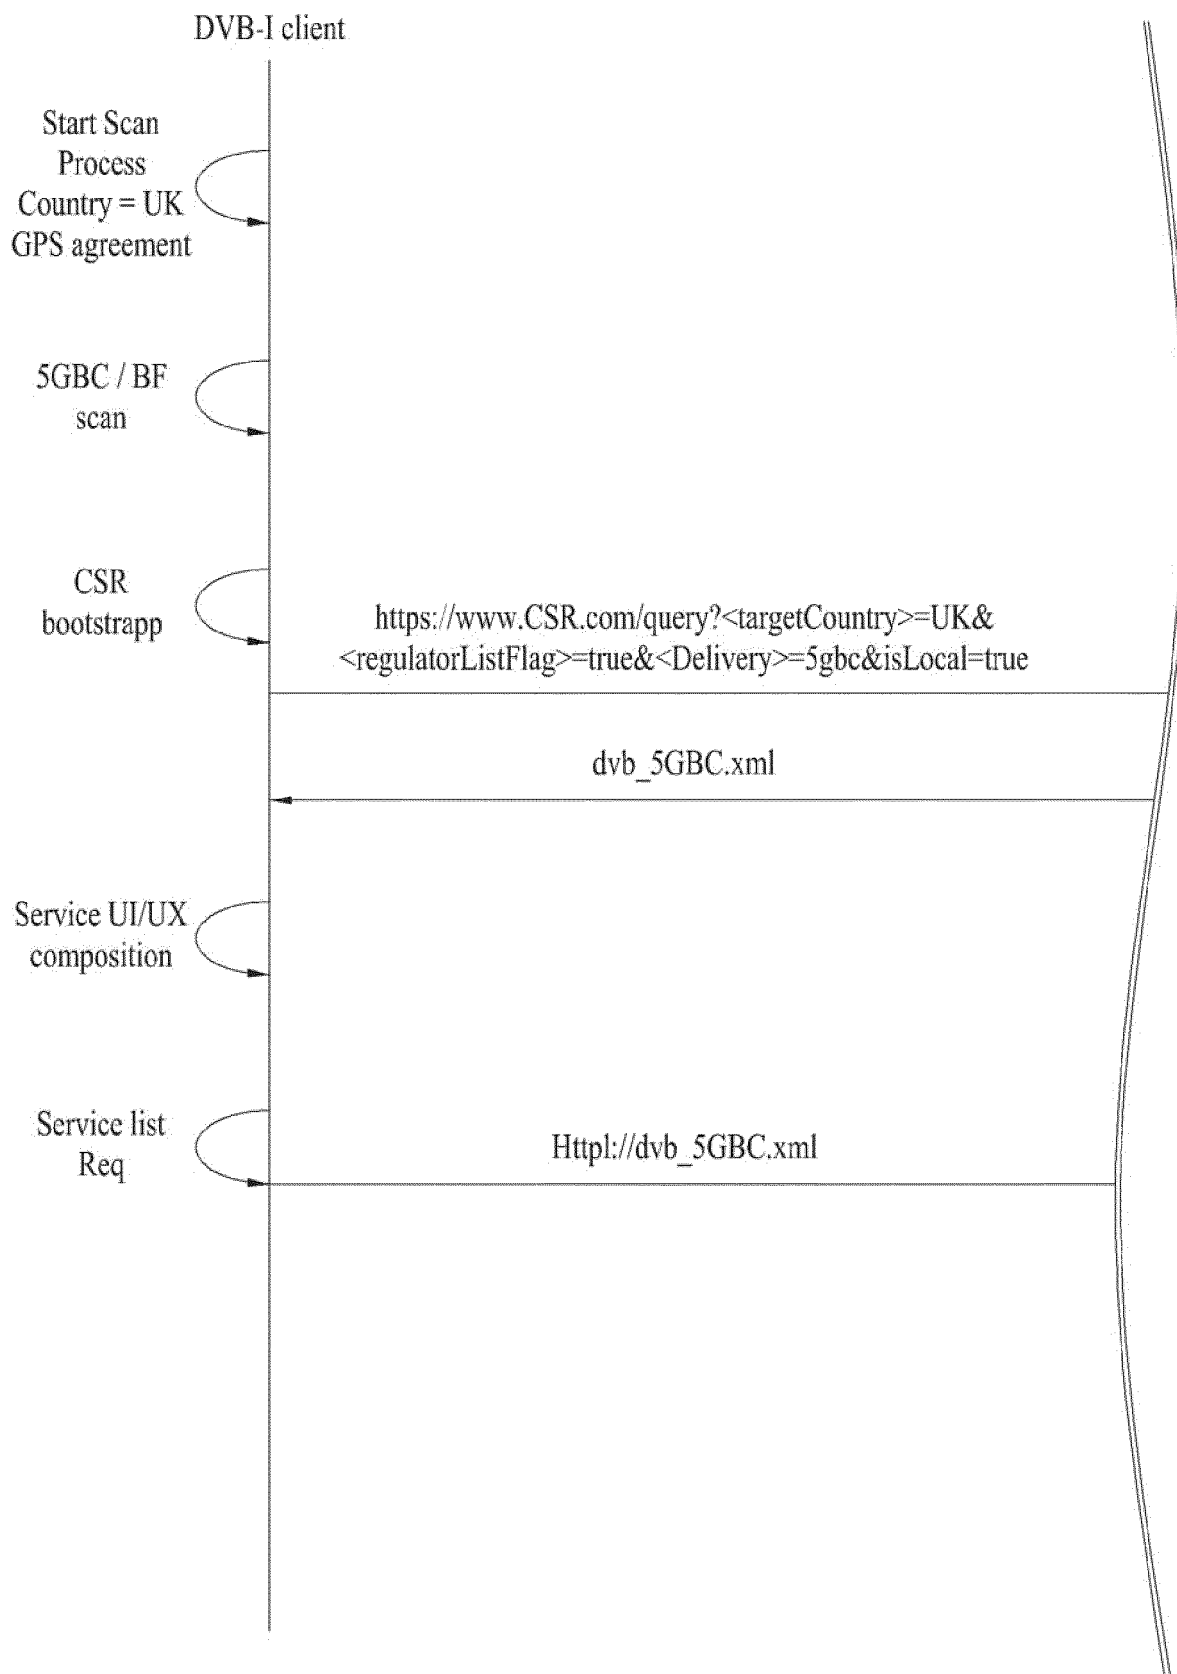 DVB-I client
Start Scan
Process
Country = UK
GPS agreement
5GBC / BF
scan
CSR
bootstrapp
https://www.CSR.com/query?<targetCountry>=UK&
<regulatorListFlag>=true&<Delivery>=5gbc&isLocal=true
dvb_5GBC.xml
Service UI/UX
composition
Service list
Req
Httpl://dvb_5GBC.xml